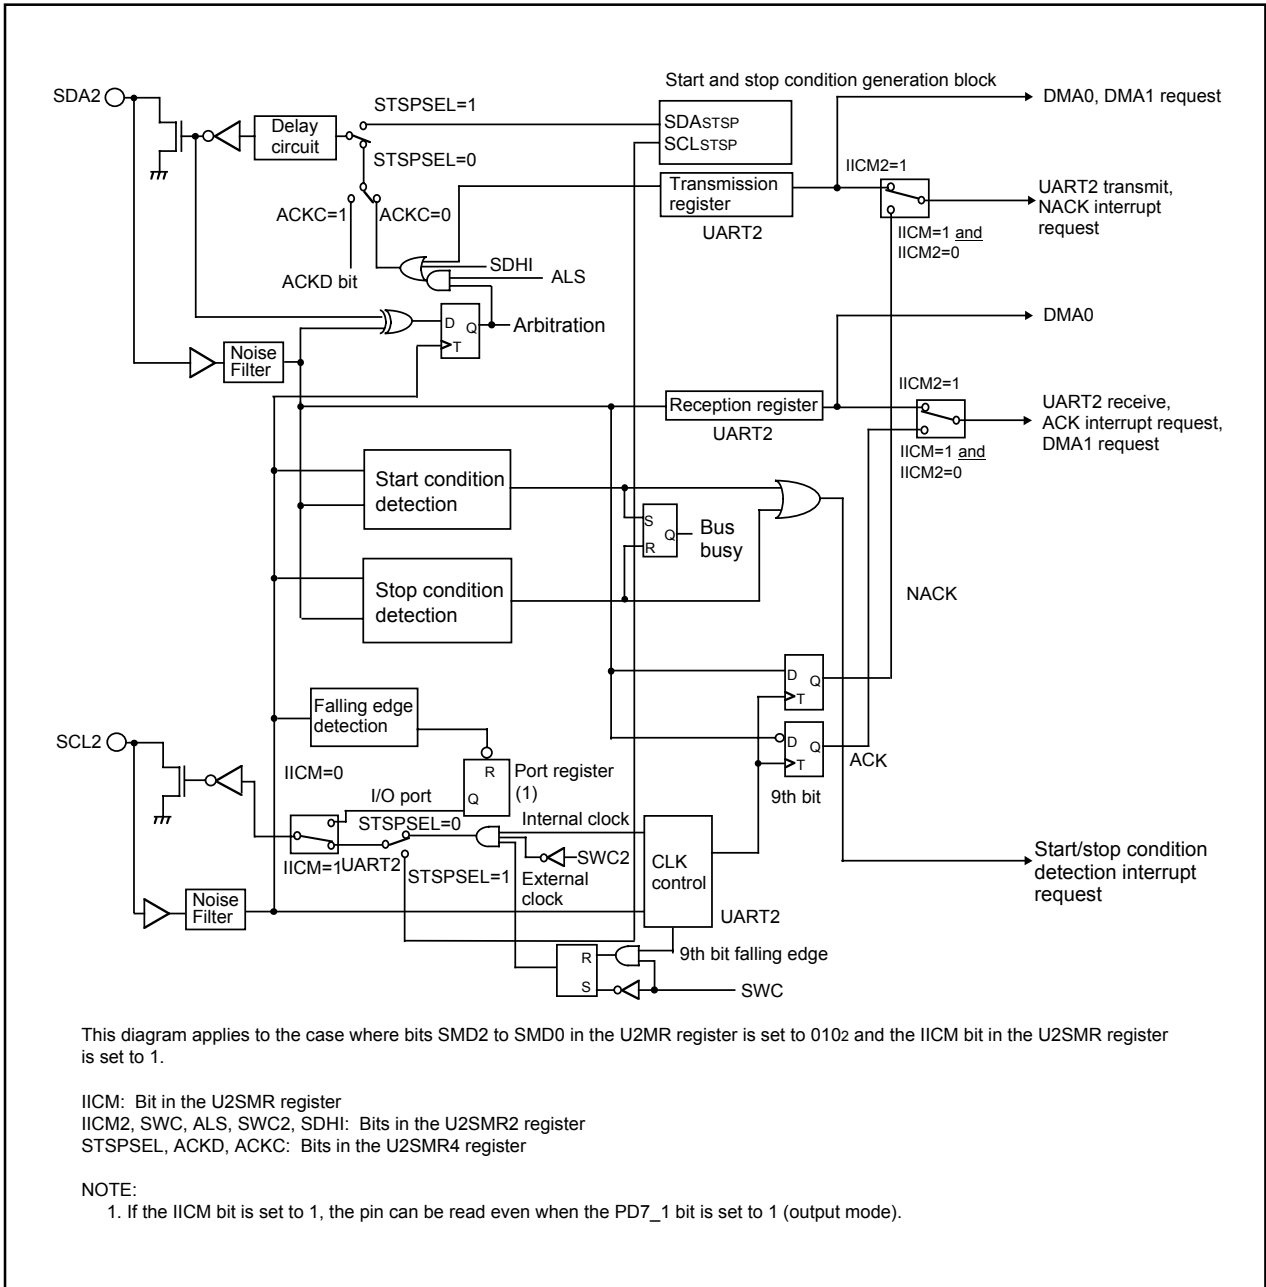 Start and stop condition generation block
SDA2
STSPSEL=1
DMA0, DMA1 request
Delay
circuit
SDASTSP
SCLSTSP
STSPSEL=0
IICM2=1
Transmission
register
UART2
UART2 transmit,
NACK interrupt
request
ACKC=1
ACKC=0
IICM=1 and
IICM2=0
SDHI
ALS
ACKD bit
D
Q
T
Arbitration
DMA0
Noise
Filter
IICM2=1
Reception register
UART2
UART2 receive,
ACK interrupt request,
DMA1 request
IICM=1 and
IICM2=0
Start condition
detection
S
Q
R
Bus
busy
Stop condition
detection
NACK
D
Q
T
Falling edge
detection
SCL2
D
Q
T
ACK
9th bit
IICM=0
R
Q
Port register
(1)
I/O port
STSPSEL=0
Internal clock
SWC2
IICM=1
UART2
STSPSEL=1
External
clock
CLK
control
UART2
Start/stop condition
detection interrupt
request
Noise
Filter
9th bit falling edge
R
S
SWC
This diagram applies to the case where bits SMD2 to SMD0 in the U2MR register is set to 0102 and the IICM bit in the U2SMR register
is set to 1.
IICM: Bit in the U2SMR register
IICM2, SWC, ALS, SWC2, SDHI: Bits in the U2SMR2 register
STSPSEL, ACKD, ACKC: Bits in the U2SMR4 register
NOTE:
1. If the IICM bit is set to 1, the pin can be read even when the PD7_1 bit is set to 1 (output mode).